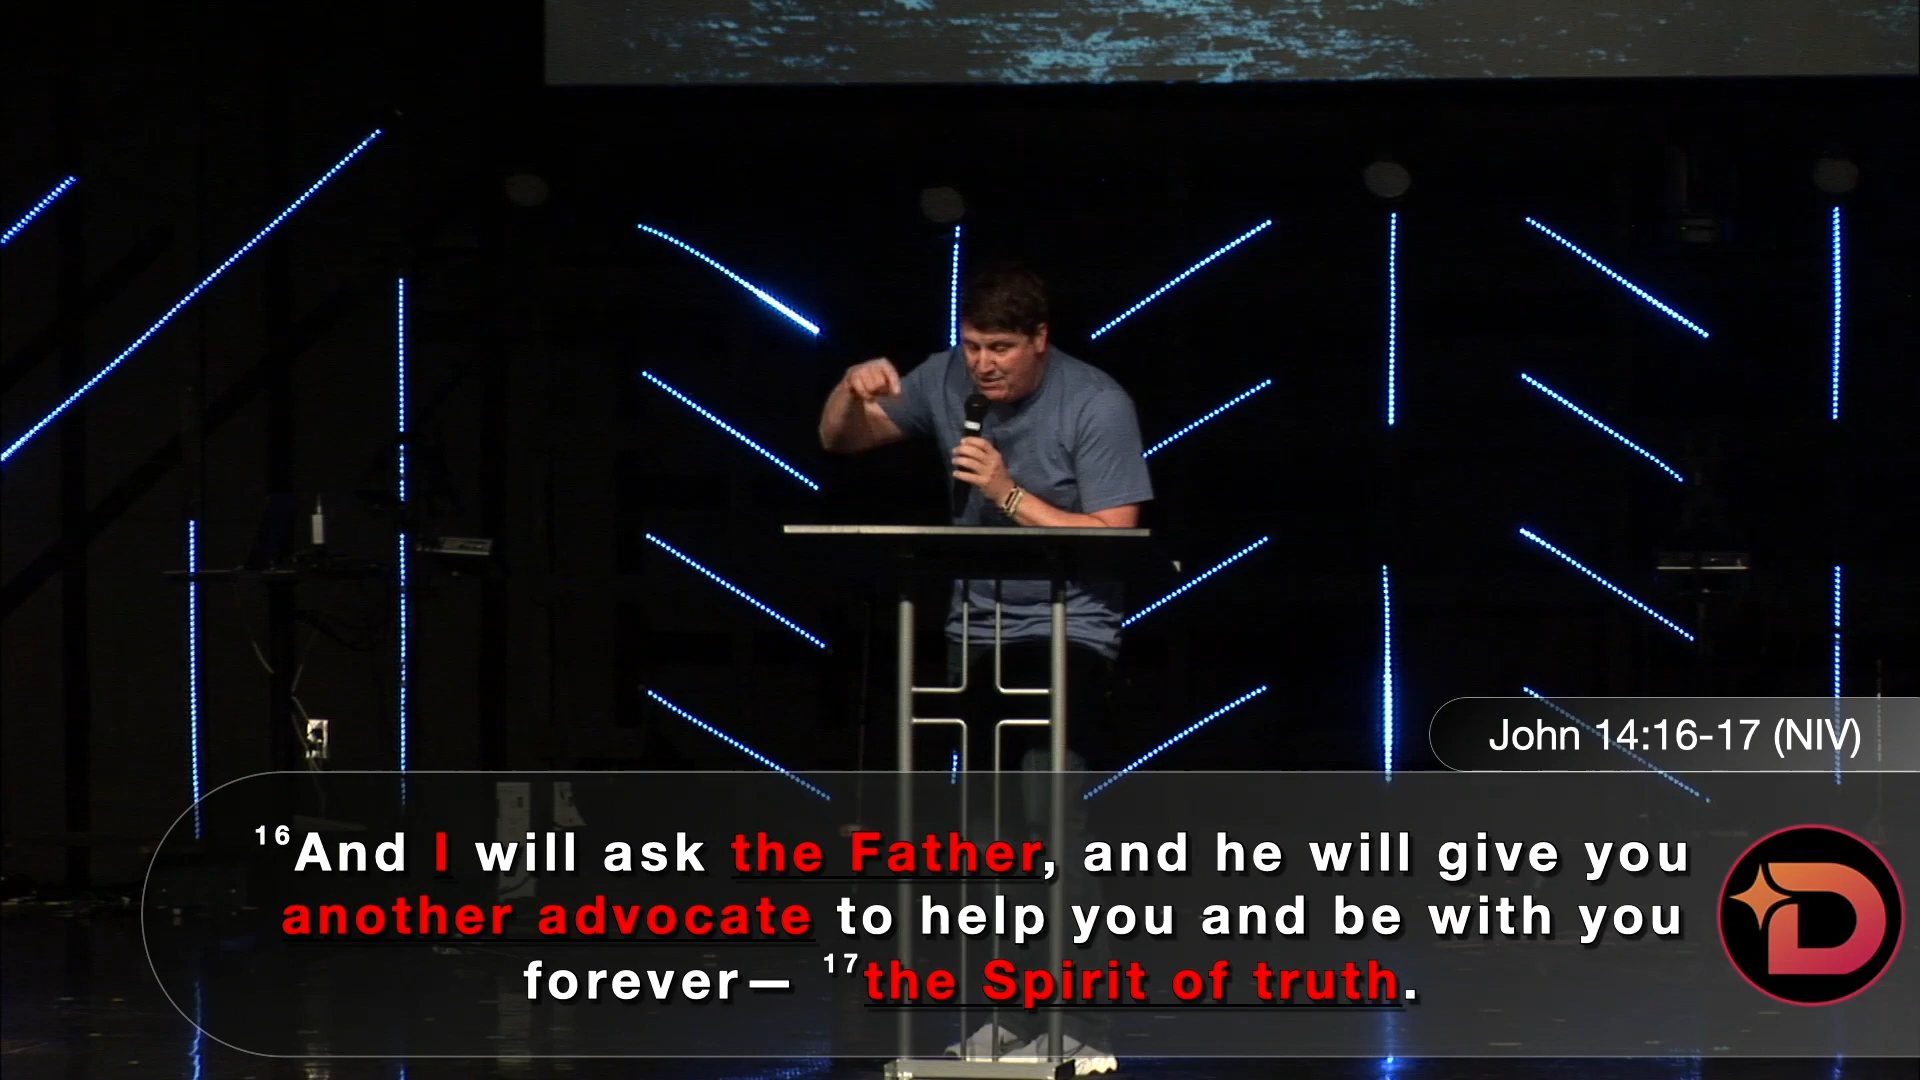 John 14:16-17 (NIV)
¹⁶And I will ask the Father, and he will give you
another advocate to help you and be with you
forever— ¹⁷the Spirit of truth.
D